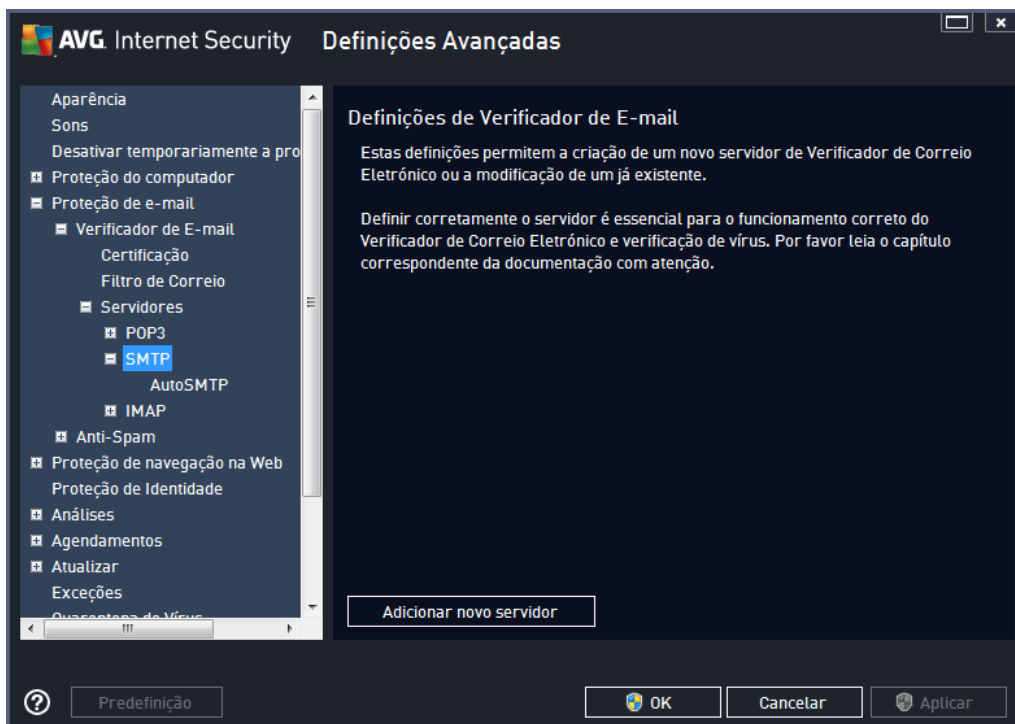 AVG. Internet Security Definições Avançadas
Aparência
Sons
Desativar temporariamente a pro
Proteção do computador
Proteção de e-mail
Verificador de E-mail
Certificação
Filtro de Correio
Servidores
POP3
SMTP
AutoSMTP
IMAP
Anti-Spam
Proteção de navegação na Web
Proteção de Identidade
Análises
Agendamentos
Atualizar
Exceções
Quarentena de Vírus
Definições de Verificador de E-mail
Estas definições permitem a criação de um novo servidor de Verificador de Correio
Eletrónico ou a modificação de um já existente.
Definir corretamente o servidor é essencial para o funcionamento correto do
Verificador de Correio Eletrónico e verificação de vírus. Por favor leia o capítulo
correspondente da documentação com atenção.
Adicionar novo servidor
Predefinição
OK
Cancelar
Aplicar